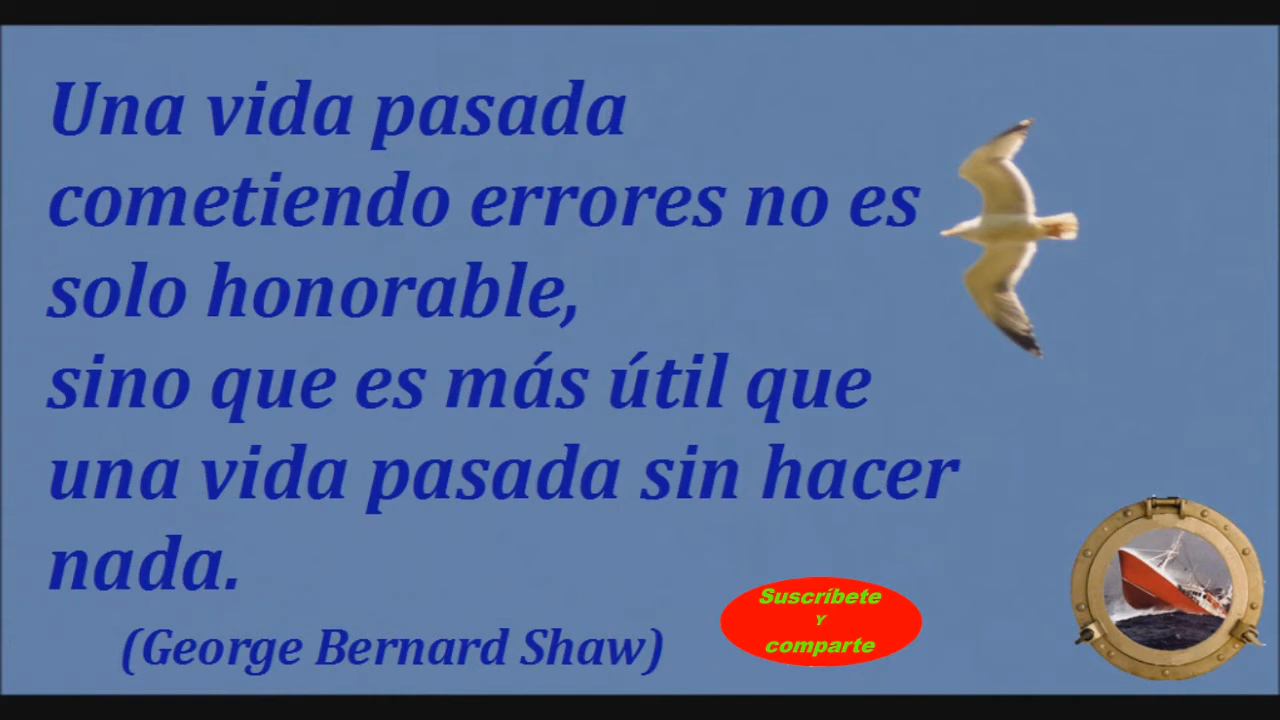 Una vida pasada
cometiendo errores no es
solo honorable,
sino que es más útil que
una vida pasada sin hacer
nada.
(George Bernard Shaw)
Suscríbete
Y
comparte